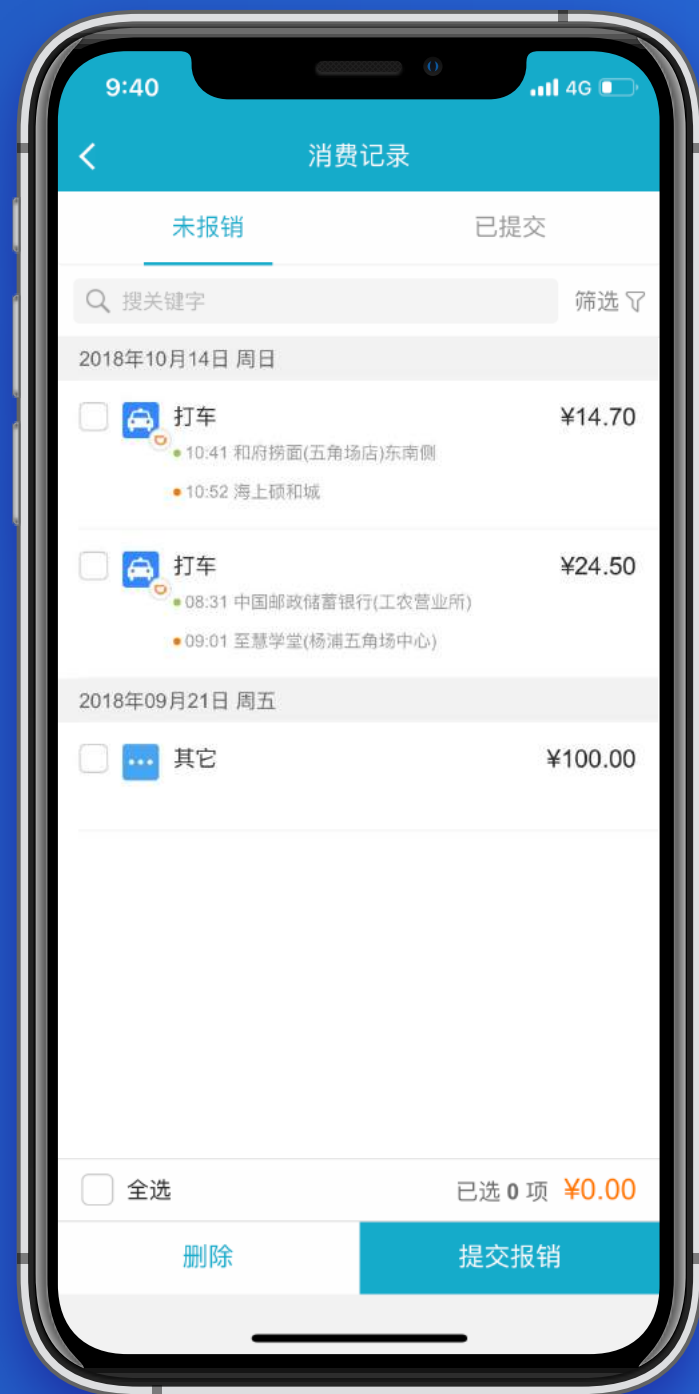 9:40
4G
消费记录
未报销
已提交
搜关键字
筛选
2018年10月14日 周日
打车
¥14.70
10:41 和府捞面(五角场店)东南侧
10:52 海上硕和城
打车
¥24.50
08:31 中国邮政储蓄银行(工农营业所)
09:01 至慧学堂(杨浦五角场中心)
2018年09月21日 周五
其它
¥100.00
全选
已选 0 项 ¥0.00
删除
提交报销